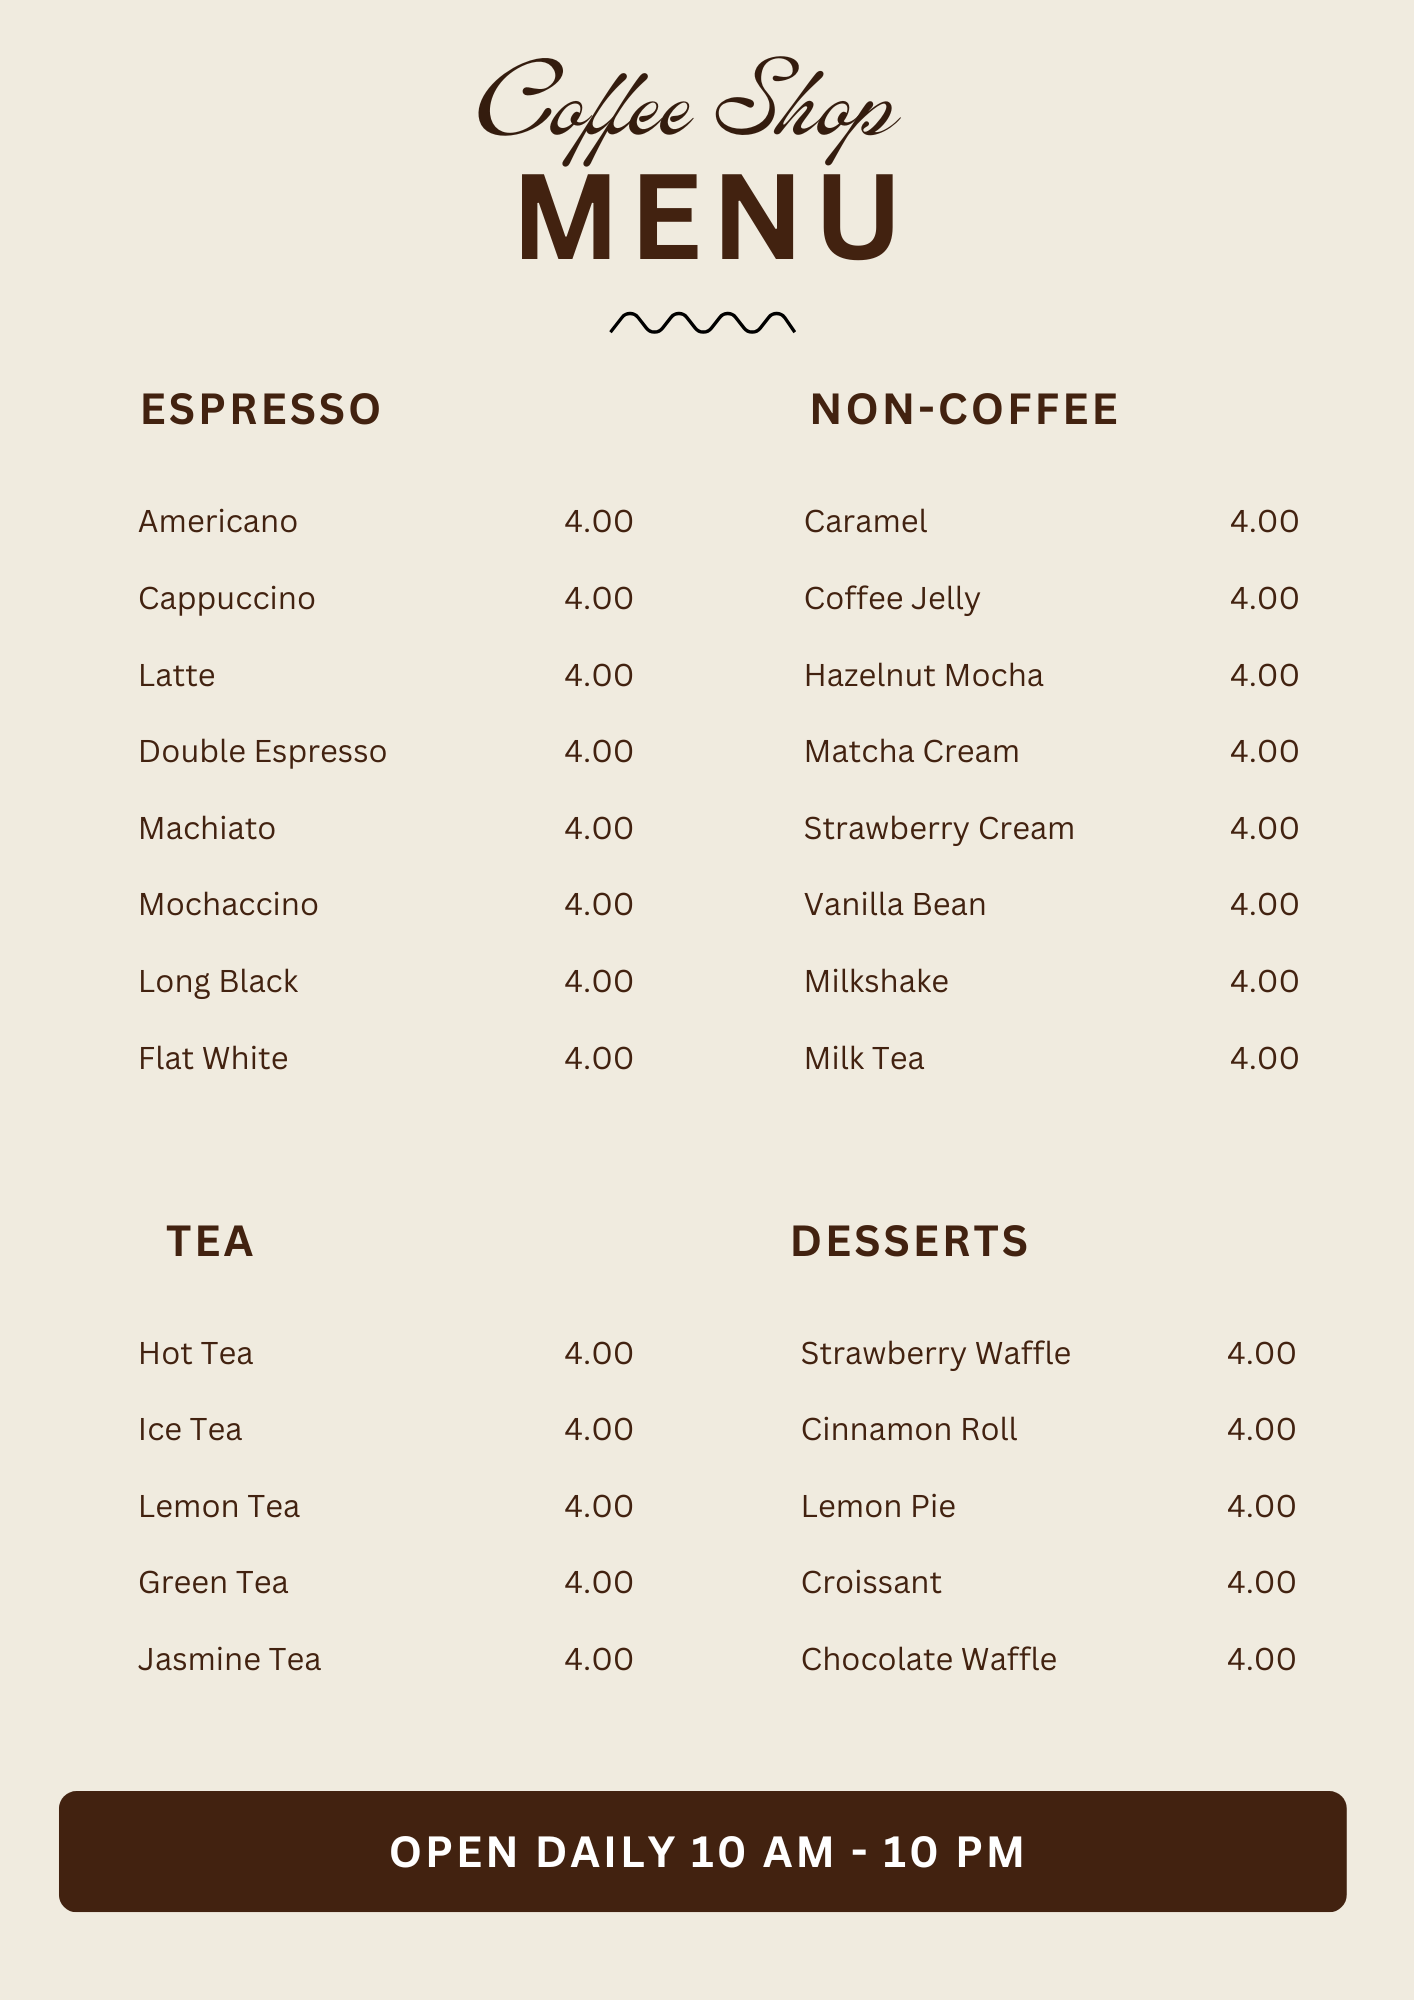 Coffee Shop
MENU
ESPRESSO
Americano 4.00
Cappuccino 4.00
Latte 4.00
Double Espresso 4.00
Machiato 4.00
Mochaccino 4.00
Long Black 4.00
Flat White 4.00
NON-COFFEE
Caramel 4.00
Coffee Jelly 4.00
Hazelnut Mocha 4.00
Matcha Cream 4.00
Strawberry Cream 4.00
Vanilla Bean 4.00
Milkshake 4.00
Milk Tea 4.00
TEA
Hot Tea 4.00
Ice Tea 4.00
Lemon Tea 4.00
Green Tea 4.00
Jasmine Tea 4.00
DESSERTS
Strawberry Waffle 4.00
Cinnamon Roll 4.00
Lemon Pie 4.00
Croissant 4.00
Chocolate Waffle 4.00
OPEN DAILY 10 AM - 10 PM